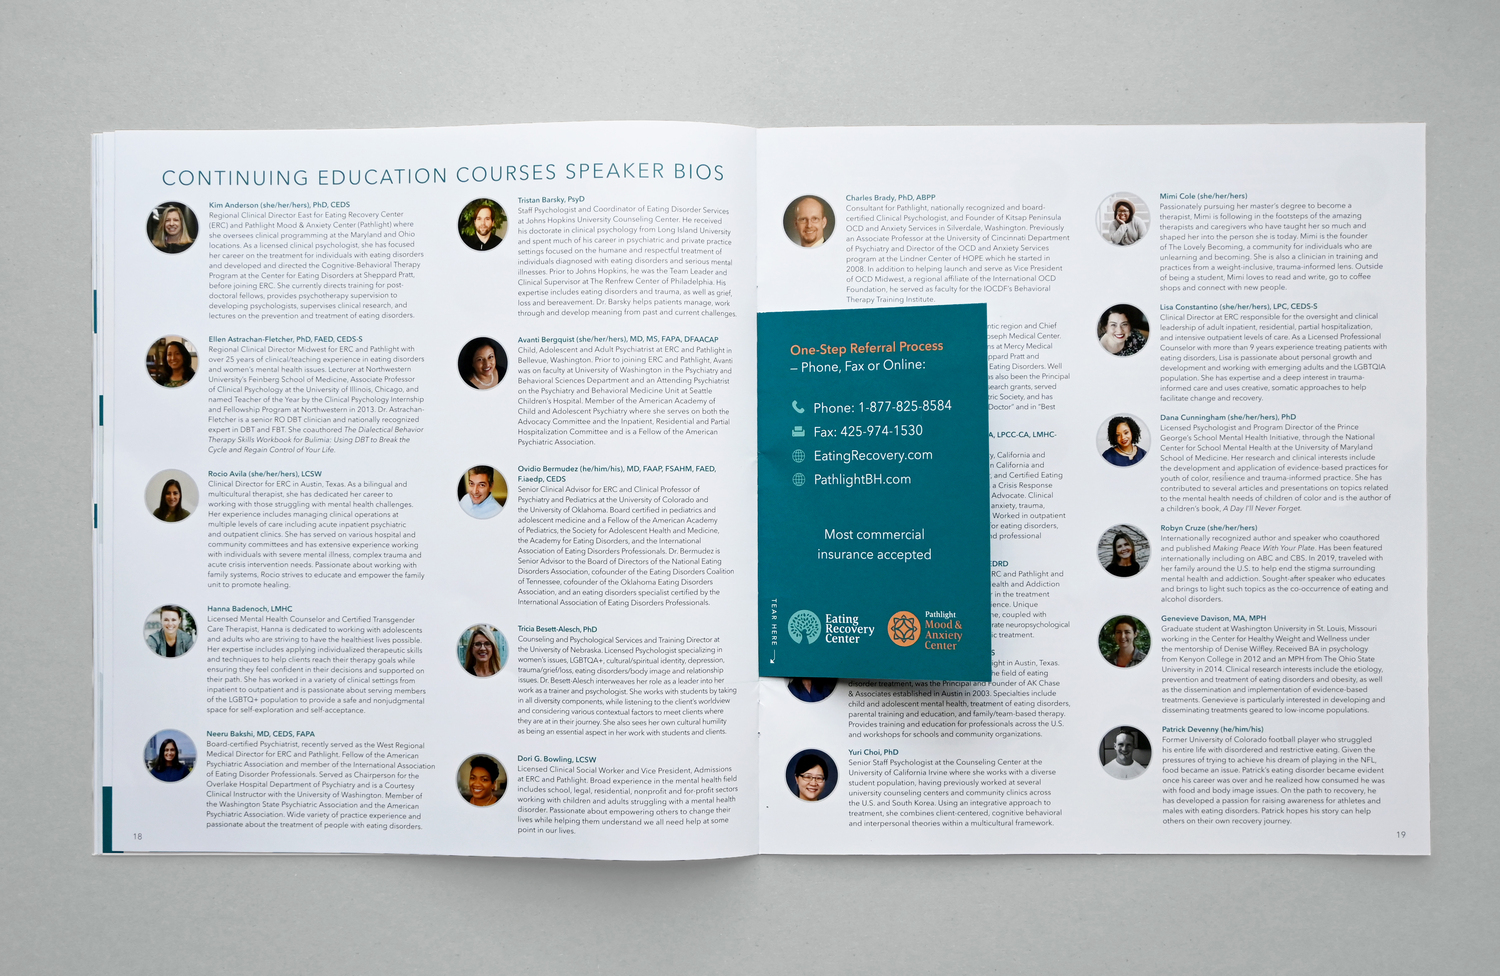 CONTINUING EDUCATION COURSES SPEAKER BIOS
Kim Anderson (she/her/hers), PhD, CEDS
Regional Clinical Director East for Eating Recovery Center
(ERC) and Pathlight Mood & Anxiety Center (Pathlight) where
she oversees clinical programming at the Maryland and Ohio
locations. As a licensed clinical psychologist, she has focused
her career on the treatment for individuals with eating disorders
and developed and directed the Cognitive-Behavioral Therapy
Program at the Center for Eating Disorders at Sheppard Pratt,
before joining ERC. She currently directs training for post-
doctoral fellows, provides psychotherapy supervision to
developing psychologists, supervises clinical research, and
lectures on the prevention and treatment of eating disorders.
Ellen Astrachan-Fletcher, PhD, FAED, CEDS-S
Regional Clinical Director Midwest for ERC and Pathlight with
over 25 years of clinical/teaching experience in eating disorders
and women's mental health issues. Lecturer at Northwestern
University's Feinberg School of Medicine, Associate Professor
of Clinical Psychology at the University of Illinois, Chicago, and
named Teacher of the Year by the Clinical Psychology Internship
and Fellowship Program at Northwestern in 2013. Dr. Astrachan-
Fletcher is a senior RO DBT clinician and nationally recognized
expert in DBT and FBT. She coauthored The Dialectical Behavior
Therapy Skills Workbook for Bulimia: Using DBT to Break the
Cycle and Regain Control of Your Life.
Rocio Avila (she/her/hers), LCSW
Clinical Director for ERC in Austin, Texas. As a bilingual and
multicultural therapist, she has dedicated her career to
working with those struggling with mental health challenges.
Her experience includes managing clinical operations at
multiple levels of care including acute inpatient psychiatric
and outpatient clinics. She has served on various hospital and
community committees and has extensive experience working
with individuals with severe mental illness, complex trauma and
acute crisis intervention needs. Passionate about working with
family systems, Rocio strives to educate and empower the family
unit to promote healing.
Hanna Badenoch, LMHC
Licensed Mental Health Counselor and Certified Transgender
Care Therapist, Hanna is dedicated to working with adolescents
and adults who are striving to have the healthiest lives possible.
Her expertise includes applying individualized therapeutic skills
and techniques to help clients reach their therapy goals while
ensuring they feel confident in their decisions and supported on
their path. She has worked in a variety of clinical settings from
inpatient to outpatient and is passionate about serving members
of the LGBTQ+ population to provide a safe and nonjudgmental
space for self-exploration and self-acceptance.
Neeru Bakshi, MD, CEDS, FAPA
Board-certified Psychiatrist, recently served as the West Regional
Medical Director for ERC and Pathlight. Fellow of the American
Psychiatric Association and member of the International Association
of Eating Disorder Professionals. Served as Chairperson for the
Overlake Hospital Department of Psychiatry and is a Courtesy
Clinical Instructor with the University of Washington. Member of
the Washington State Psychiatric Association and the American
Psychiatric Association. Wide variety of practice experience and
passionate about the treatment of people with eating disorders.
18
Tristan Barsky, PsyD
Staff Psychologist and Coordinator of Eating Disorder Services
at Johns Hopkins University Counseling Center. He received
his doctorate in clinical psychology from Long Island University
and spent much of his career in psychiatric and private practice
settings focused on the humane and respectful treatment of
individuals diagnosed with eating disorders and serious mental
illnesses. Prior to Johns Hopkins, he was the Team Leader and
Clinical Supervisor at The Renfrew Center of Philadelphia. His
expertise includes eating disorders and trauma, as well as grief,
loss and bereavement. Dr. Barsky helps patients manage, work
through and develop meaning from past and current challenges.
Avanti Bergquist (she/her/hers), MD, MS, FAPA, DFAACAP
Child, Adolescent and Adult Psychiatrist at ERC and Pathlight in
Bellevue, Washington. Prior to joining ERC and Pathlight, Avanti
was on faculty at University of Washington in the Psychiatry and
Behavioral Sciences Department and an Attending Psychiatrist
on the Psychiatry and Behavioral Medicine Unit at Seattle
Children's Hospital. Member of the American Academy of
Child and Adolescent Psychiatry where she serves on both the
Advocacy Committee and the Inpatient, Residential and Partial
Hospitalization Committee and is a Fellow of the American
Psychiatric Association.
Ovidio Bermudez (he/him/his), MD, FAAP, FSAHM, FAED,
F.iaedp, CEDS
Senior Clinical Advisor for ERC and Clinical Professor of
Psychiatry and Pediatrics at the University of Colorado and
the University of Oklahoma. Board certified in pediatrics and
adolescent medicine and a Fellow of the American Academy
of Pediatrics, the Society for Adolescent Health and Medicine,
the Academy for Eating Disorders, and the International
Association of Eating Disorders Professionals. Dr. Bermudez is
Senior Advisor to the Board of Directors of the National Eating
Disorders Association, cofounder of the Eating Disorders Coalition
of Tennessee, cofounder of the Oklahoma Eating Disorders
Association, and an eating disorders specialist certified by the
International Association of Eating Disorders Professionals.
Tricia Besett-Alesch, PhD
Counseling and Psychological Services and Training Director at
the University of Nebraska. Licensed Psychologist specializing in
women's issues, LGBTQA+, cultural/spiritual identity, depression,
trauma/grief/loss, eating disorders/body image and relationship
issues. Dr. Besett-Alesch interweaves her role as a leader into her
work as a trainer and psychologist. She works with students by taking
in all diversity components, while listening to the client's worldview
and considering various contextual factors to meet clients where
they are at in their journey. She also sees her own cultural humility
as being an essential aspect in her work with students and clients.
Dori G. Bowling, LCSW
Licensed Clinical Social Worker and Vice President, Admissions
at ERC and Pathlight. Broad experience in the mental health field
includes school, legal, residential, nonprofit and for-profit sectors
working with children and adults struggling with a mental health
disorder. Passionate about empowering others to change their
lives while helping them understand we all need help at some
point in our lives.
Charles Brady, PhD, ABPP
Consultant for Pathlight, nationally recognized and board-
certified Clinical Psychologist, and Founder of Kitsap Peninsula
OCD and Anxiety Services in Silverdale, Washington. Previously
an Associate Professor at the University of Cincinnati Department
of Psychiatry and Director of the OCD and Anxiety Services
program at the Lindner Center of HOPE which he started in
2008. In addition to helping launch and serve as Vice President
of OCD Midwest, a regional affiliate of the International OCD
Foundation, he served as faculty for the IOCDF's Behavioral
Therapy Training Institute.
ntic region and Chief
oseph Medical Center.
ns at Mercy Medical
ppard Pratt and
Eating Disorders. Well
as also been the Principal
search grants, served
tric Society, and has
Doctor" and in "Best
A, LPCC-CA, LMHC-
y, California and
n California and
, and Certified Eating
a Crisis Response
Advocate. Clinical
anxiety, trauma,
Worked in outpatient
or eating disorders,
nd professional
EDRD
RC and Pathlight and
ealth and Addiction
in the treatment
ence. Unique
he, coupled with
rate neuropsychological
ic treatment.
S
ight in Austin, Texas.
he field of eating
disorder treatment, was the Principal and Founder of AK Chase
& Associates established in Austin in 2003. Specialties include
child and adolescent mental health, treatment of eating disorders,
parental training and education, and family/team-based therapy.
Provides training and education for professionals across the U.S.
and workshops for schools and community organizations.
Yuri Choi, PhD
Senior Staff Psychologist at the Counseling Center at the
University of California Irvine where she works with a diverse
student population, having previously worked at several
university counseling centers and community clinics across
the U.S. and South Korea. Using an integrative approach to
treatment, she combines client-centered, cognitive behavioral
and interpersonal theories within a multicultural framework.
One-Step Referral Process
– Phone, Fax or Online:
Phone: 1-877-825-8584
Fax: 425-974-1530
EatingRecovery.com
PathlightBH.com
Most commercial
insurance accepted
TEAR HERE
Eating
Recovery
Center
Pathlight
Mood &
Anxiety
Center
Mimi Cole (she/her/hers)
Passionately pursuing her master's degree to become a
therapist, Mimi is following in the footsteps of the amazing
therapists and caregivers who have taught her so much and
shaped her into the person she is today. Mimi is the founder
of The Lovely Becoming, a community for individuals who are
unlearning and becoming. She is also a clinician in training and
practices from a weight-inclusive, trauma-informed lens. Outside
of being a student, Mimi loves to read and write, go to coffee
shops and connect with new people.
Lisa Constantino (she/her/hers), LPC, CEDS-S
Clinical Director at ERC responsible for the oversight and clinical
leadership of adult inpatient, residential, partial hospitalization,
and intensive outpatient levels of care. As a Licensed Professional
Counselor with more than 9 years experience treating patients with
eating disorders, Lisa is passionate about personal growth and
development and working with emerging adults and the LGBTQIA
population. She has expertise and a deep interest in trauma-
informed care and uses creative, somatic approaches to help
facilitate change and recovery.
Dana Cunningham (she/her/hers), PhD
Licensed Psychologist and Program Director of the Prince
George's School Mental Health Initiative, through the National
Center for School Mental Health at the University of Maryland
School of Medicine. Her research and clinical interests include
the development and application of evidence-based practices for
youth of color, resilience and trauma-informed practice. She has
contributed to several articles and presentations on topics related
to the mental health needs of children of color and is the author of
a children's book, A Day I'll Never Forget.
Robyn Cruze (she/her/hers)
Internationally recognized author and speaker who coauthored
and published Making Peace With Your Plate. Has been featured
internationally including on ABC and CBS. In 2019, traveled with
her family around the U.S. to help end the stigma surrounding
mental health and addiction. Sought-after speaker who educates
and brings to light such topics as the co-occurrence of eating and
alcohol disorders.
Genevieve Davison, MA, MPH
Graduate student at Washington University in St. Louis, Missouri
working in the Center for Healthy Weight and Wellness under
the mentorship of Denise Wilfley. Received BA in psychology
from Kenyon College in 2012 and an MPH from The Ohio State
University in 2014. Clinical research interests include the etiology,
prevention and treatment of eating disorders and obesity, as well
as the dissemination and implementation of evidence-based
treatments. Genevieve is particularly interested in developing and
disseminating treatments geared to low-income populations.
Patrick Devenny (he/him/his)
Former University of Colorado football player who struggled
his entire life with disordered and restrictive eating. Given the
pressures of trying to achieve his dream of playing in the NFL,
food became an issue. Patrick's eating disorder became evident
once his career was over and he realized how consumed he was
with food and body image issues. On the path to recovery, he
has developed a passion for raising awareness for athletes and
males with eating disorders. Patrick hopes his story can help
others on their own recovery journey.
19